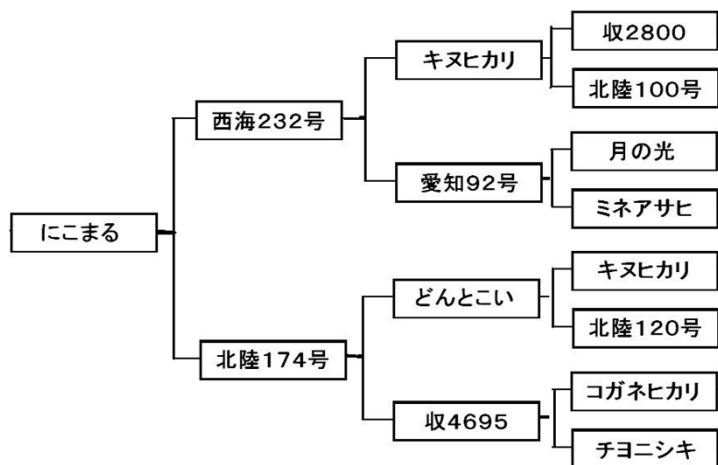 収2800
キヌヒカリ
北陸100号
西海232号
月の光
愛知92号
ミネアサヒ
にこまる
キヌヒカリ
どんとこい
北陸120号
北陸174号
コガネヒカリ
収4695
チヨニシキ